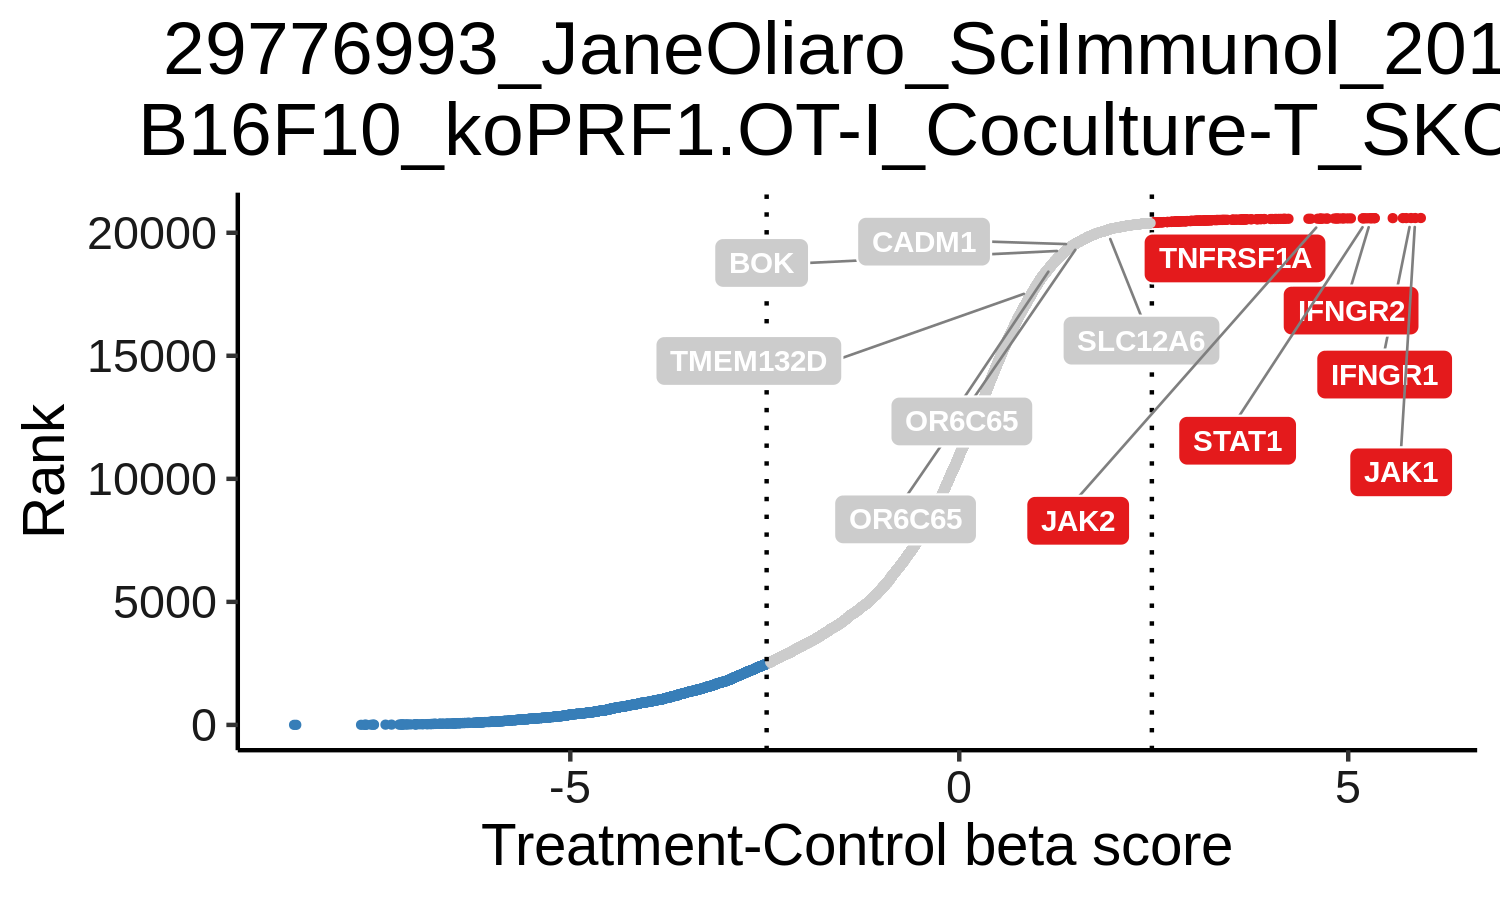 29776993_JaneOliaro_SciImmunol_201
B16F10_koPRF1.OT-I_Coculture-T_SKO
20000
15000
10000
5000
0
Rank
BOK
CADM1
TNFRSF1A
IFNGR2
TMEM132D
SLC12A6
IFNGR1
OR6C65
STAT1
JAK1
OR6C65
JAK2
-5
0
5
Treatment-Control beta score